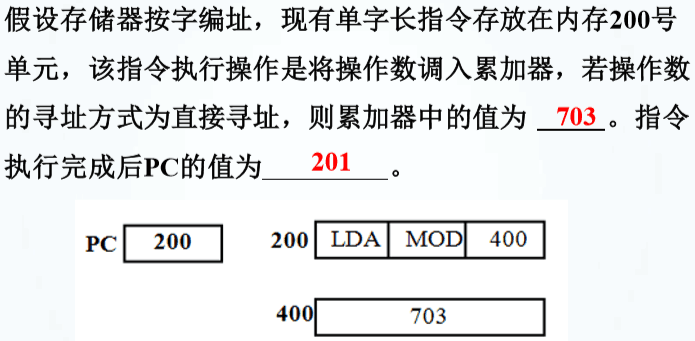 假设存储器按字编址，现有单字长指令存放在内存200号
单元，该指令执行操作是将操作数调入累加器，若操作数
的寻址方式为直接寻址，则累加器中的值为 703 。指令
执行完成后PC的值为 201 。
PC 200 200 LDA MOD 400
400 703